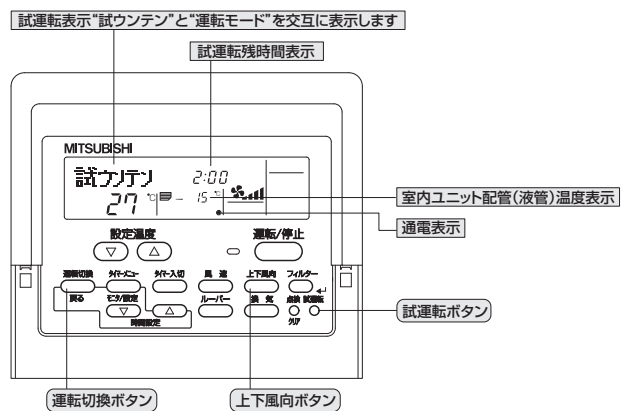 試運転表示“試ウンテン”と“運転モード”を交互に表示します
試運転残時間表示
MITSUBISHI
試ウンテン 2:00
27 ℃ − 15 ℃
室内ユニット配管(液管)温度表示
通電表示
設定温度 運転/停止
▽ △
運転切換 タイマーメニュー タイマー入切 風 速 上下風向 フィルター
戻る モニタ/設定 ルーバー 換 気 点検 試運転
▽ △
時間設定 クリア
試運転ボタン
運転切換ボタン 上下風向ボタン